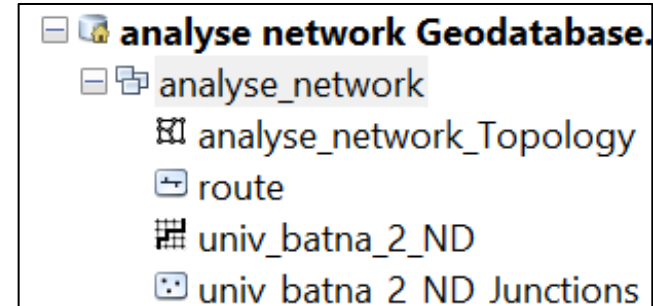 analyse network Geodatabase.
analyse_network
analyse_network_Topology
route
univ_batna_2_ND
univ_batna_2_ND_Junctions